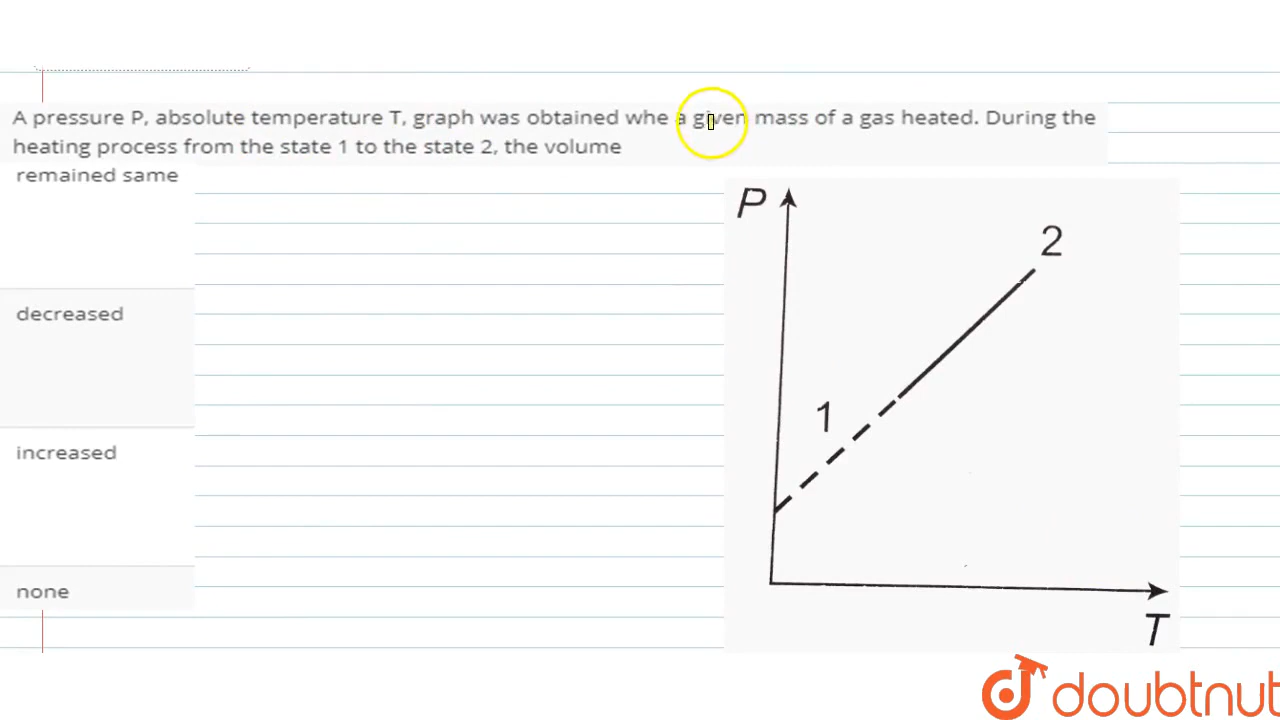 A pressure P, absolute temperature T, graph was obtained whe a given mass of a gas heated. During the
heating process from the state 1 to the state 2, the volume
remained same
decreased
increased
none
P
2
1
T
doubtnut